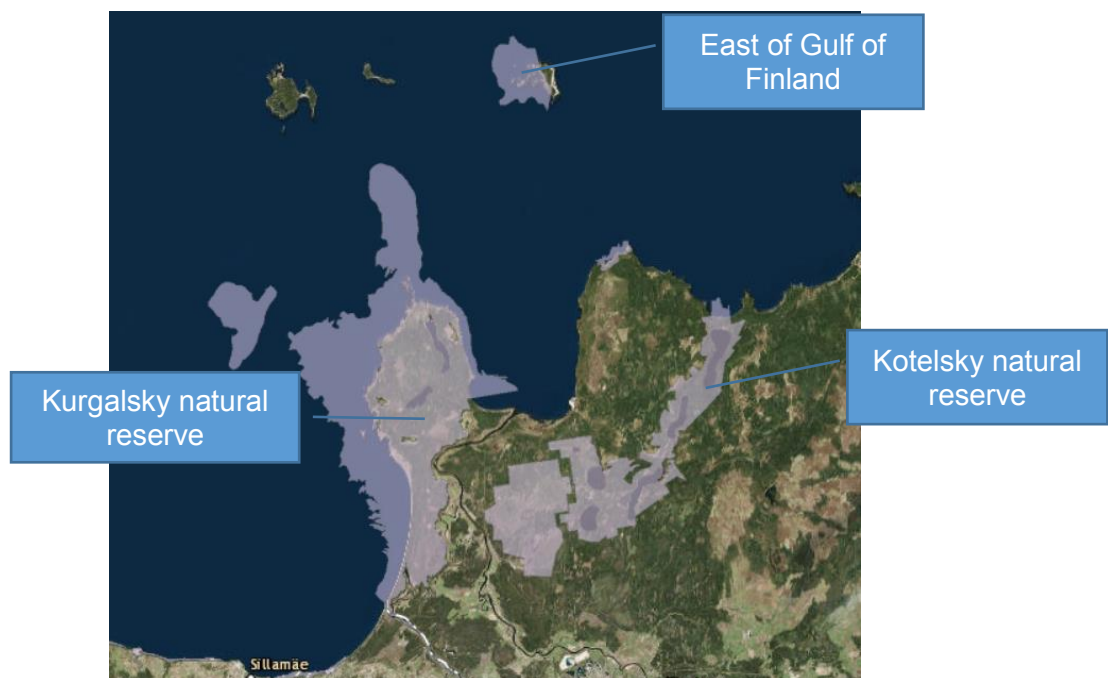 East of Gulf of
Finland
Kotelsky natural
reserve
Kurgalsky natural
reserve
Sillamäe